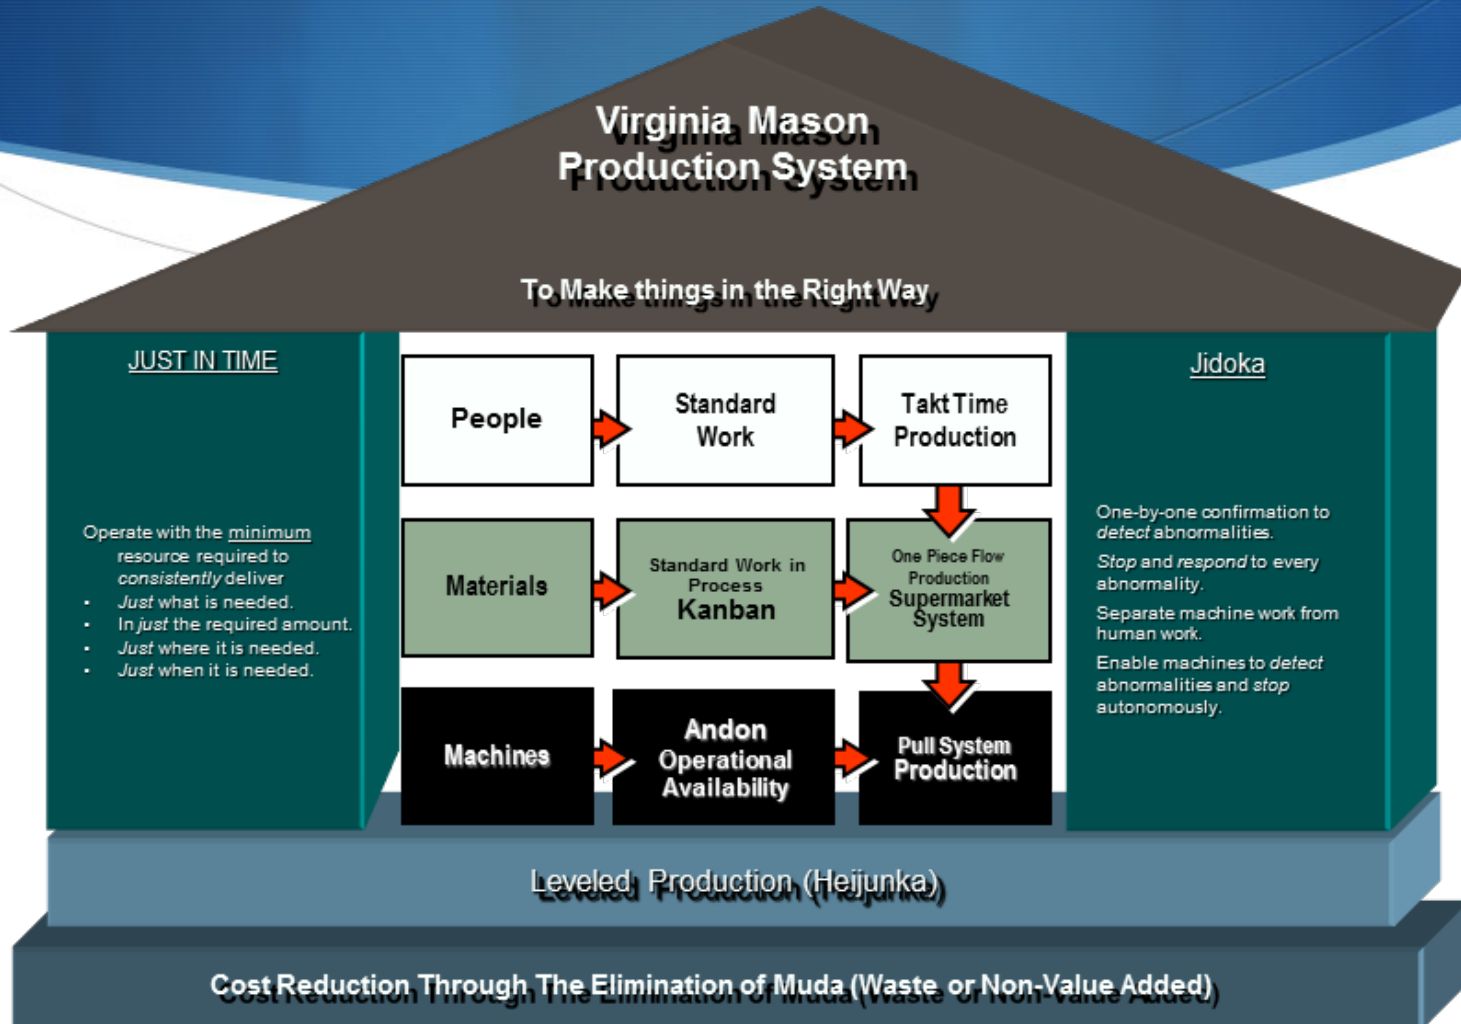 Virginia Mason
Production System
To Make things in the Right Way
JUST IN TIME
Operate with the minimum
resource required to
consistently deliver
• Just what is needed.
• In just the required amount.
• Just where it is needed.
• Just when it is needed.
People
Standard
Work
Takt Time
Production
Materials
Standard Work in
Process
Kanban
One Piece Flow
Production
Supermarket
System
Machines
Andon
Operational
Availability
Pull System
Production
Jidoka
One-by-one confirmation to
detect abnormalities.
Stop and respond to every
abnormality.
Separate machine work from
human work.
Enable machines to detect
abnormalities and stop
autonomously.
Leveled Production (Heijunka)
Cost Reduction Through The Elimination of Muda (Waste or Non-Value Added)